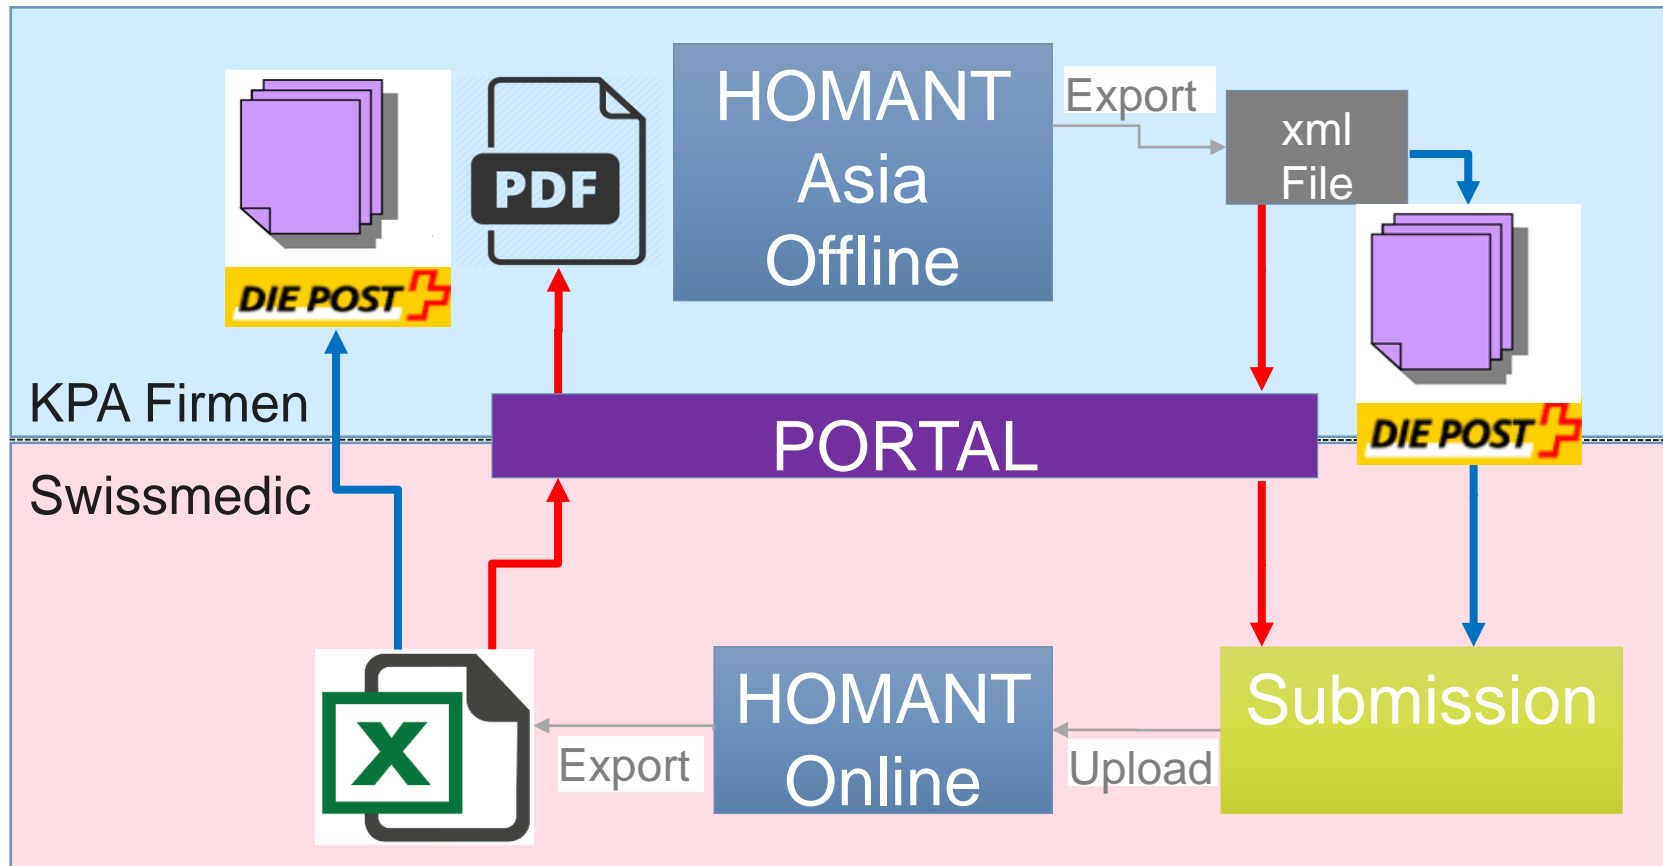 HOMANT
Asia
Offline
Export
xml
File
PDF
DIE POST
KPA Firmen
PORTAL
DIE POST
Swissmedic
X
Export
HOMANT
Online
Upload
Submission